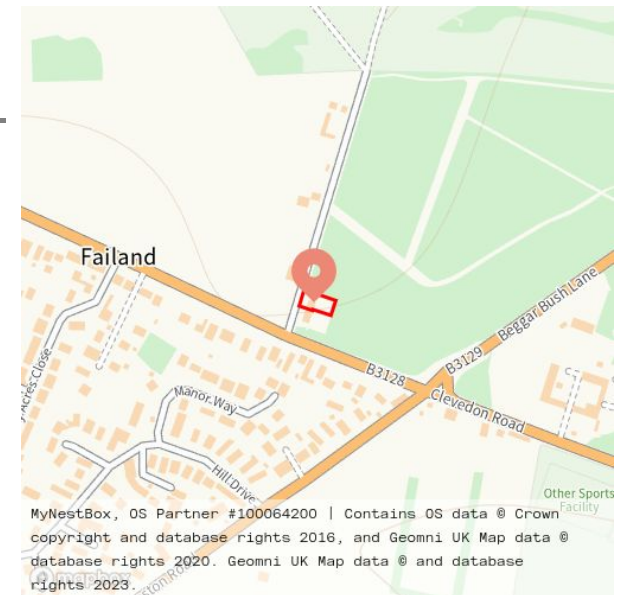 Failand
Beggar Bush Lane
B3129
B3128
Clevedon Road
Manor Way
Hill Drive
Acres Close
Other Sports
Facility
MyNestBox, OS Partner #100064200 | Contains OS data © Crown
copyright and database rights 2016, and Geomni UK Map data ©
database rights 2020. Geomni UK Map data © and database
rights 2023.
mapbox